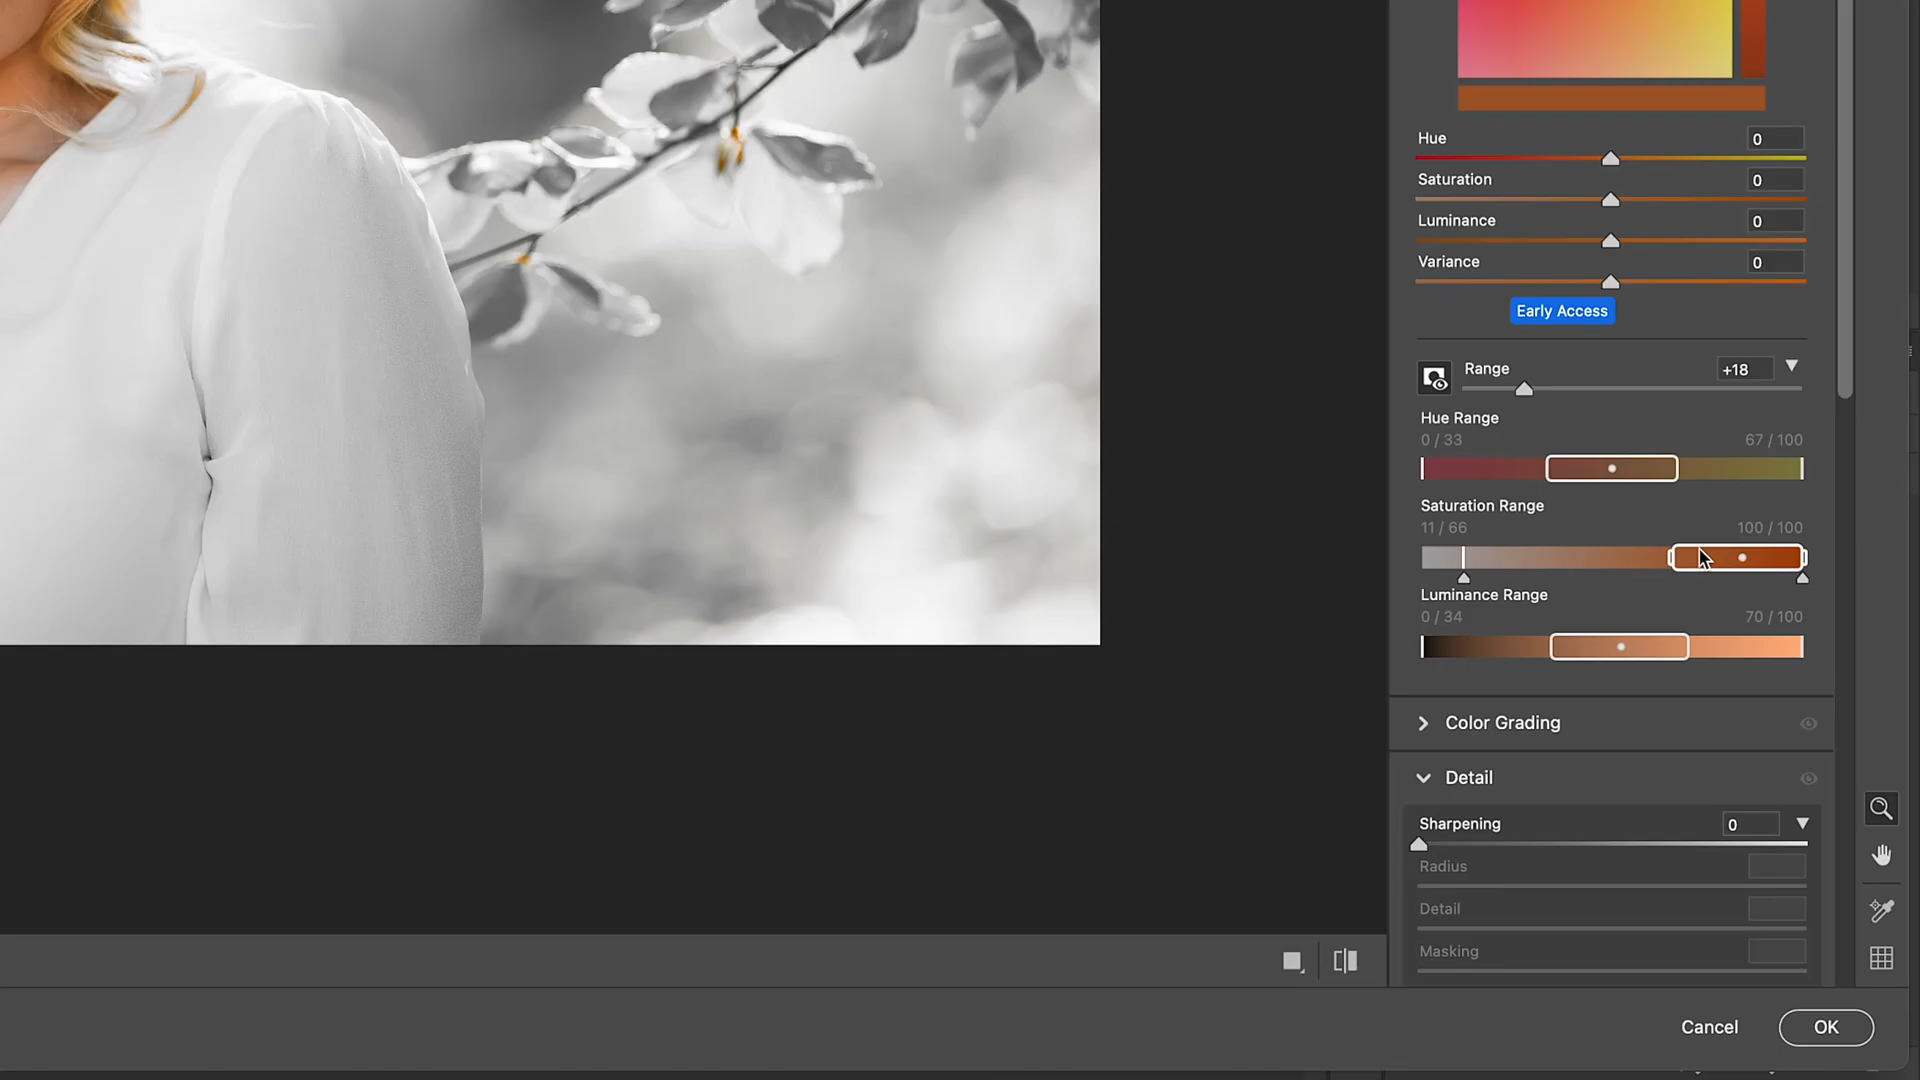 Hue 0
Saturation 0
Luminance 0
Variance 0
Early Access
Range +18
Hue Range
0 / 33 67 / 100
Saturation Range
11 / 66 100 / 100
Luminance Range
0 / 34 70 / 100
Color Grading
Detail
Sharpening 0
Radius
Detail
Masking
Cancel OK